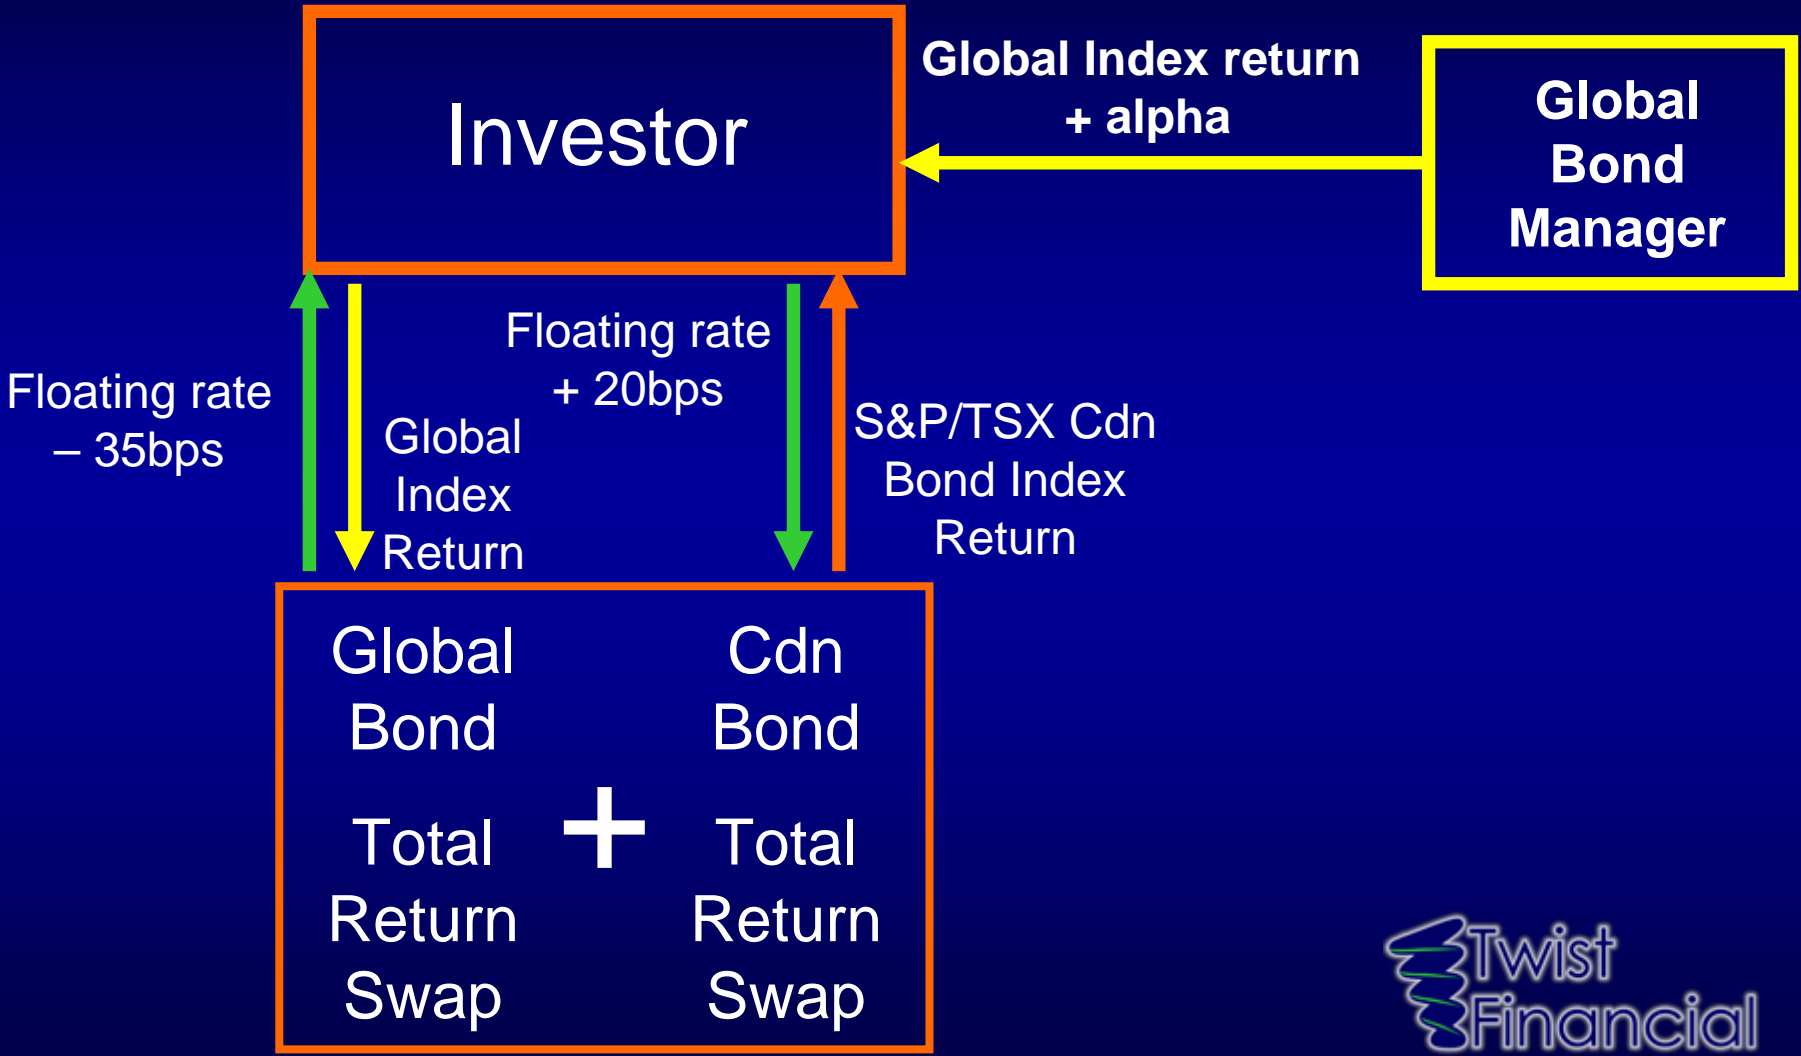 Investor
Global Index return
+ alpha
Global
Bond
Manager
Floating rate
– 35bps
Global
Index
Return
Floating rate
+ 20bps
S&P/TSX Cdn
Bond Index
Return
Global
Bond
Total
Return
Swap
+
Cdn
Bond
Total
Return
Swap
Twist
Financial